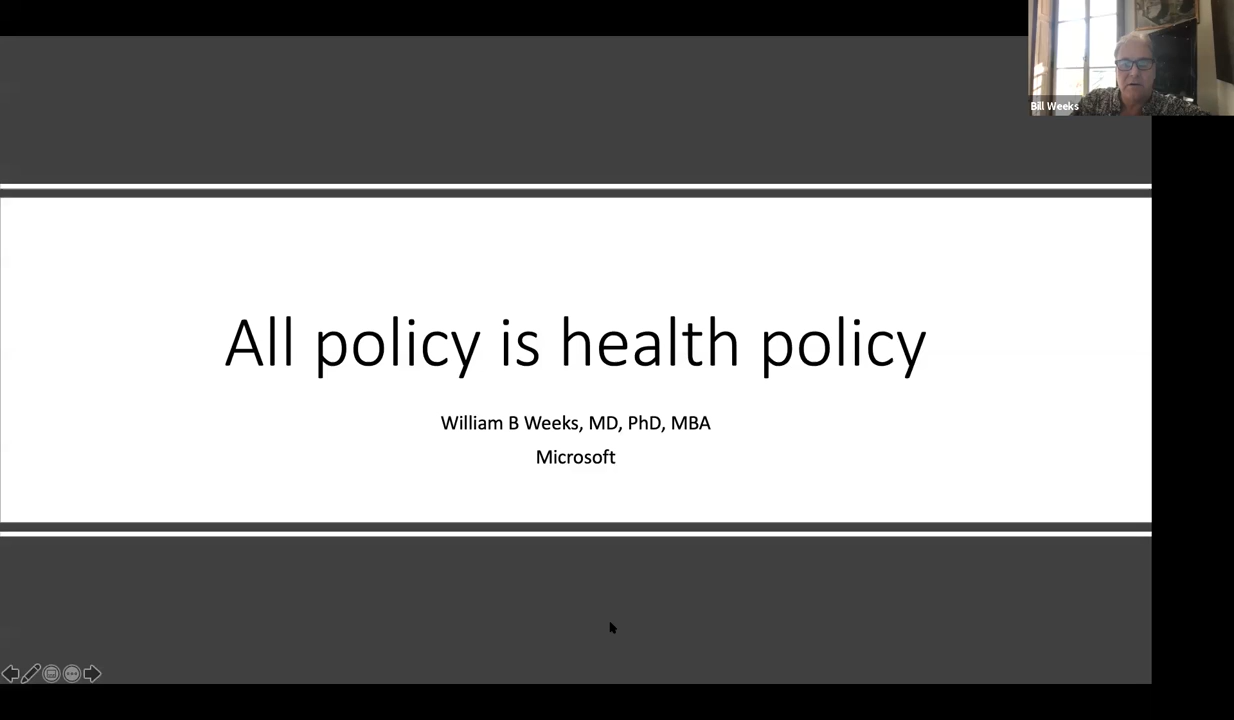 Bill Weeks
All policy is health policy
William B Weeks, MD, PhD, MBA
Microsoft